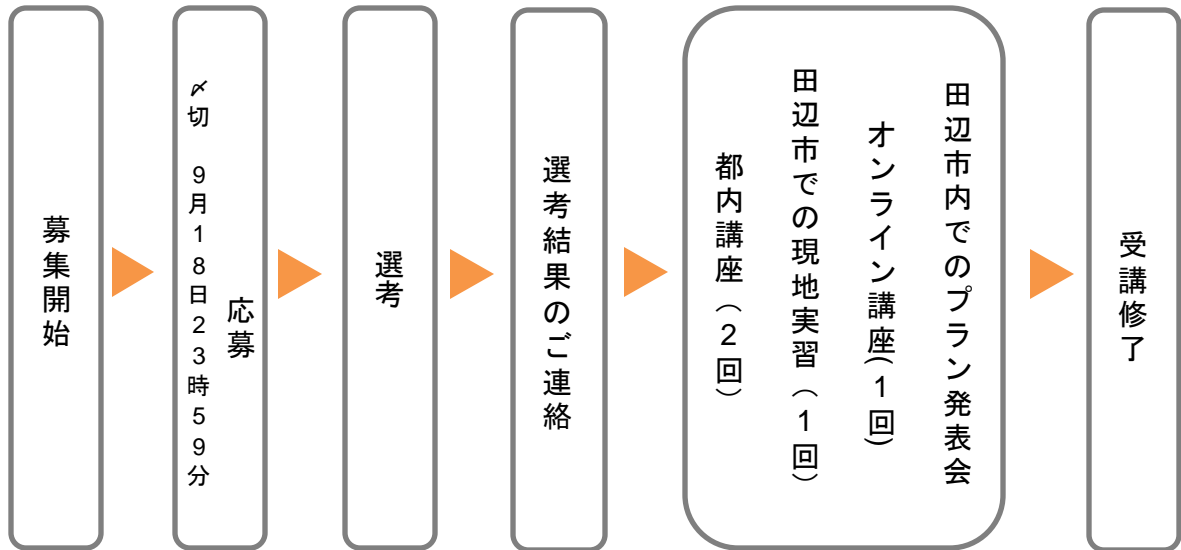 募集開始
応募
〆切　9月18日23時59分
選考
選考結果のご連絡
田辺市内でのプラン発表会
オンライン講座(1回)
田辺市での現地実習（1回）
都内講座（2回）
受講修了